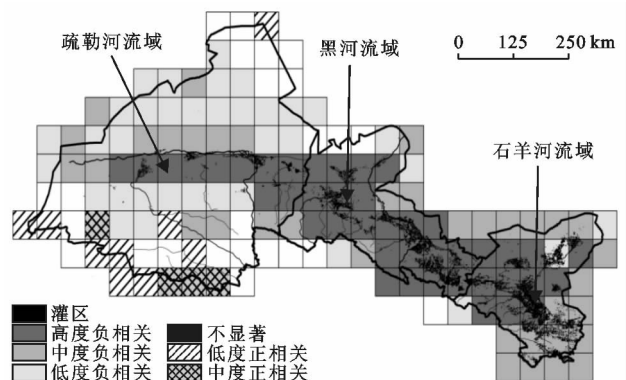 疏勒河流域
黑河流域
0 125 250 km
石羊河流域
灌区
高度负相关
中度负相关
低度负相关
不显著
低度正相关
中度正相关